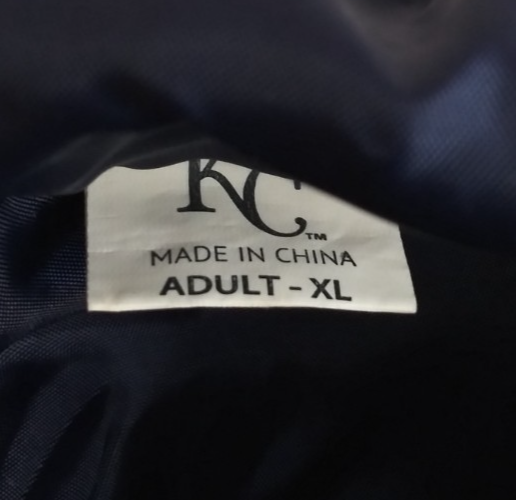 KC™
MADE IN CHINA
ADULT - XL